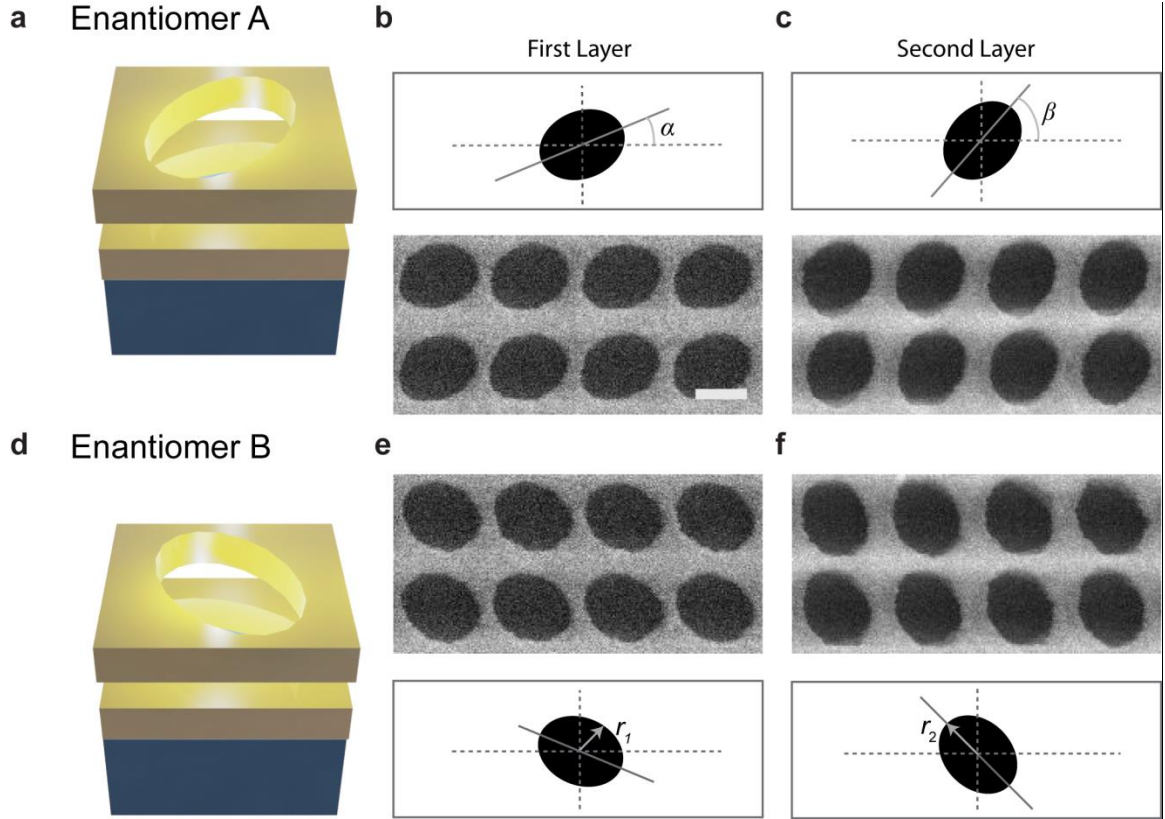 a Enantiomer A
b
First Layer
α
c
Second Layer
β
d Enantiomer B
e
r1
f
r2